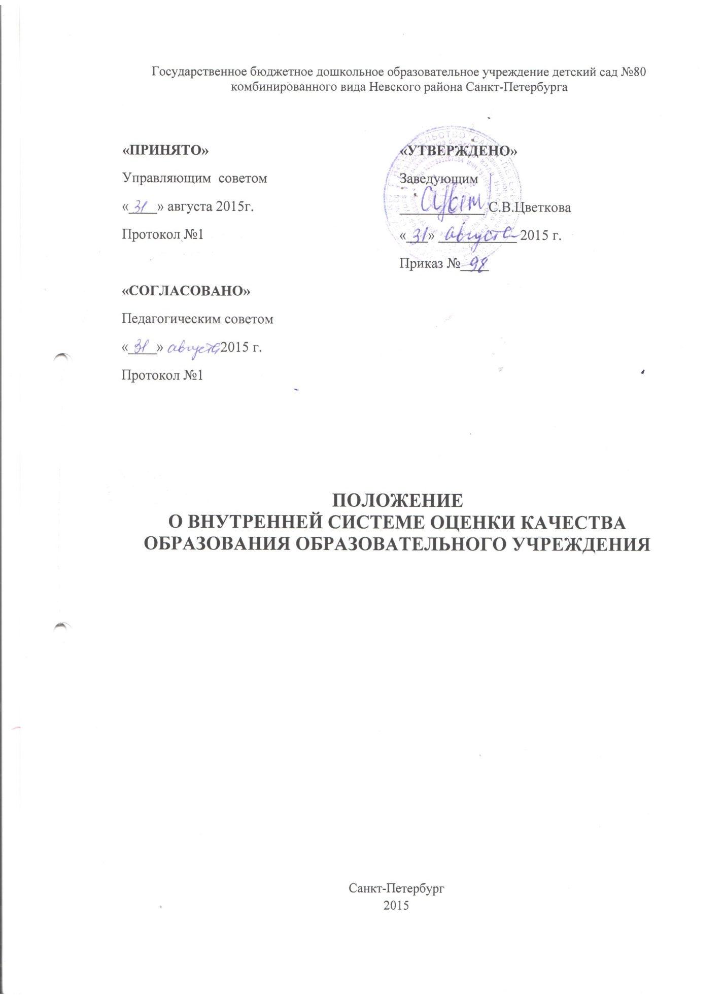 Государственное бюджетное дошкольное образовательное учреждение детский сад №80
комбинированного вида Невского района Санкт-Петербурга
«ПРИНЯТО»
Управляющим советом
«31» августа 2015г.
Протокол №1
«УТВЕРЖДЕНО»
Заведующим
С.В.Цветкова
«31» августа 2015 г.
Приказ № 98
«СОГЛАСОВАНО»
Педагогическим советом
«31» августа 2015 г.
Протокол №1
ПОЛОЖЕНИЕ
О ВНУТРЕННЕЙ СИСТЕМЕ ОЦЕНКИ КАЧЕСТВА
ОБРАЗОВАНИЯ ОБРАЗОВАТЕЛЬНОГО УЧРЕЖДЕНИЯ
Санкт-Петербург
2015